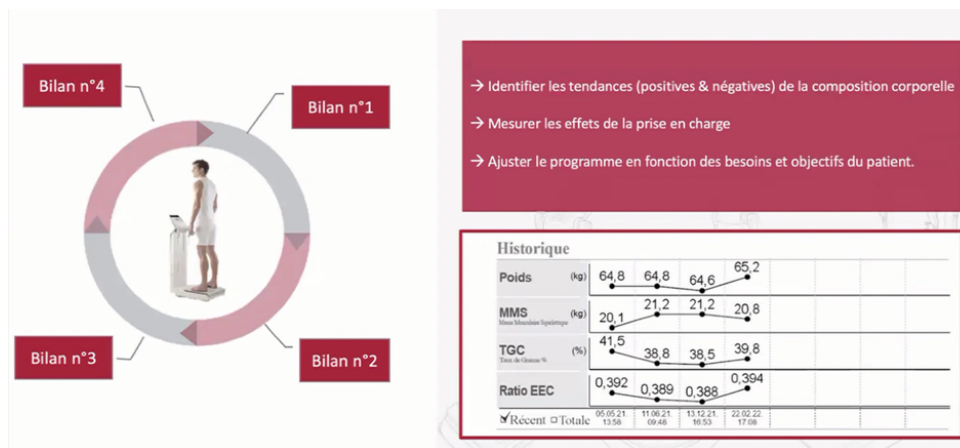 Bilan n°4
Bilan n°1
Bilan n°3
Bilan n°2
→ Identifier les tendances (positives & négatives) de la composition corporelle
→ Mesurer les effets de la prise en charge
→ Ajuster le programme en fonction des besoins et objectifs du patient.
Historique
Poids (kg) 64,8 64,8 64,6 65,2
MMS (kg) 20,1 21,2 21,2 20,8
Masse Musculaire Squelettique
TGC (%) 41,5 38,8 38,5 39,8
Taux de Graisse %
Ratio EEC 0,392 0,389 0,388 0,394
Récent Totale 05.05.21. 11.06.21. 13.12.21. 22.02.22.
13:58 09:48 16:53 17:08